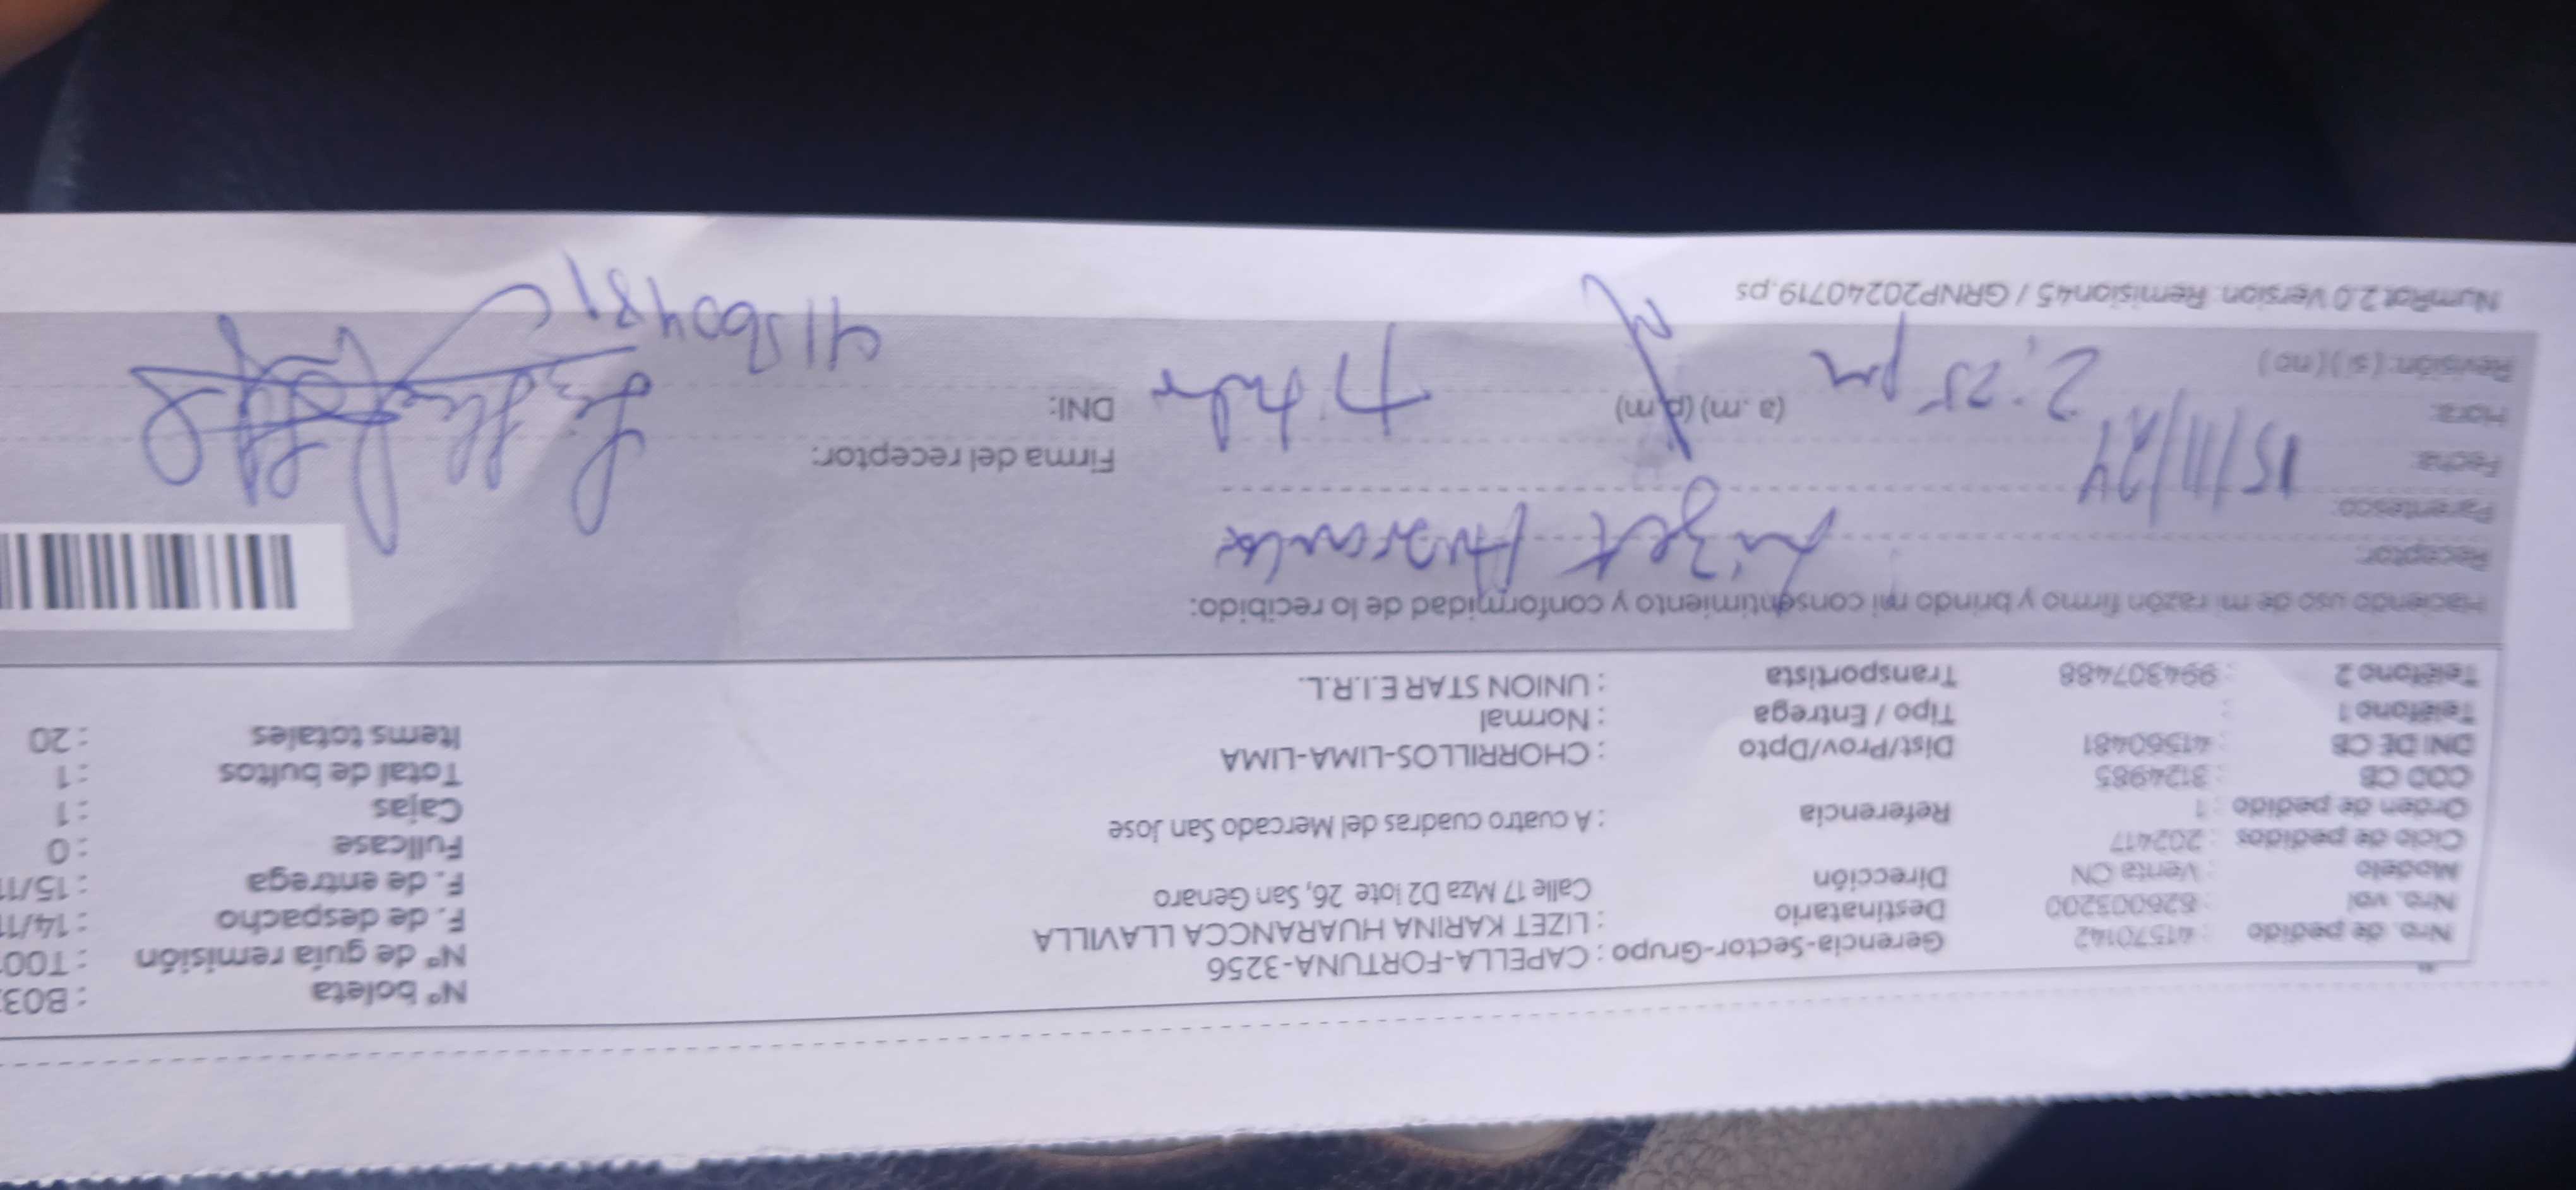 Nº boleta : B03
Nro. de pedido : 41570142 Gerencia-Sector-Grupo : CAPELLA-FORTUNA-3256 Nº de guía remisión : T00
Nro. vol : 626003200 Destinatario : LIZET KARINA HUARANCCA LLAVILLA F. de despacho : 14/11
Modelo : Venta CN Dirección Calle 17 Mza D2 lote 26, San Genaro F. de entrega : 15/11
Ciclo de pedidos : 202417 Fullcase : 0
Orden de pedido : 1 Referencia : A cuatro cuadras del Mercado San Jose Cajas : 1
COD CB : 3124985 Total de bultos : 1
DNI DE CB : 41560481 Dist/Prov/Dpto : CHORRILLOS-LIMA-LIMA Items totales : 20
Teléfono 1 : Tipo / Entrega : Normal
Teléfono 2 : 994307488 Transportista : UNION STAR E.I.R.L.
Haciendo uso de mi razón firmo y brindo mi consentimiento y conformidad de lo recibido:
Receptor: Lizet
Parentesco:
Fecha: 15/11/24 Firma del receptor:
Hora: 2:25 pm (a.m) (p.m) Titular DNI:
Revisión: (si) (no)
NumRot 2.0 Version. Remision45 / GRNP20240719.ps